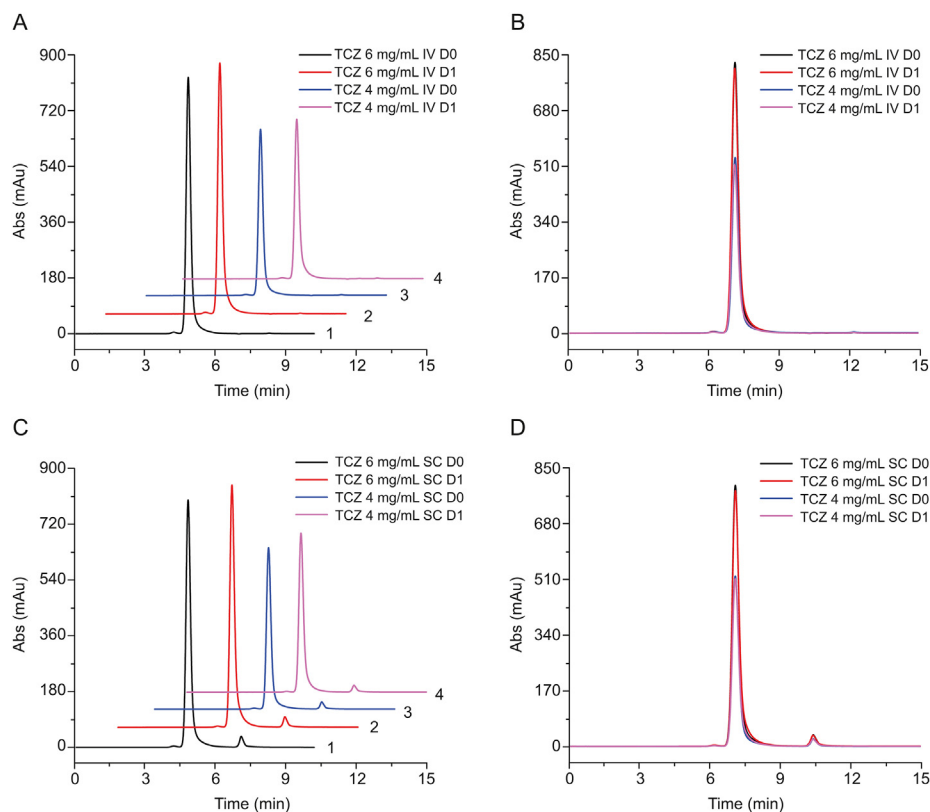 A
B
TCZ 6 mg/mL IV D0
TCZ 6 mg/mL IV D1
TCZ 4 mg/mL IV D0
TCZ 4 mg/mL IV D1
900
720
540
360
180
0
Abs (mAu)
4
3
2
1
0
3
6
9
12
15
Time (min)
TCZ 6 mg/mL IV D0
TCZ 6 mg/mL IV D1
TCZ 4 mg/mL IV D0
TCZ 4 mg/mL IV D1
850
680
510
340
170
0
Abs (mAu)
0
3
6
9
12
15
Time (min)
C
D
TCZ 6 mg/mL SC D0
TCZ 6 mg/mL SC D1
TCZ 4 mg/mL SC D0
TCZ 4 mg/mL SC D1
900
720
540
360
180
0
Abs (mAu)
4
3
2
1
0
3
6
9
12
15
Time (min)
TCZ 6 mg/mL SC D0
TCZ 6 mg/mL SC D1
TCZ 4 mg/mL SC D0
TCZ 4 mg/mL SC D1
850
680
510
340
170
0
Abs (mAu)
0
3
6
9
12
15
Time (min)